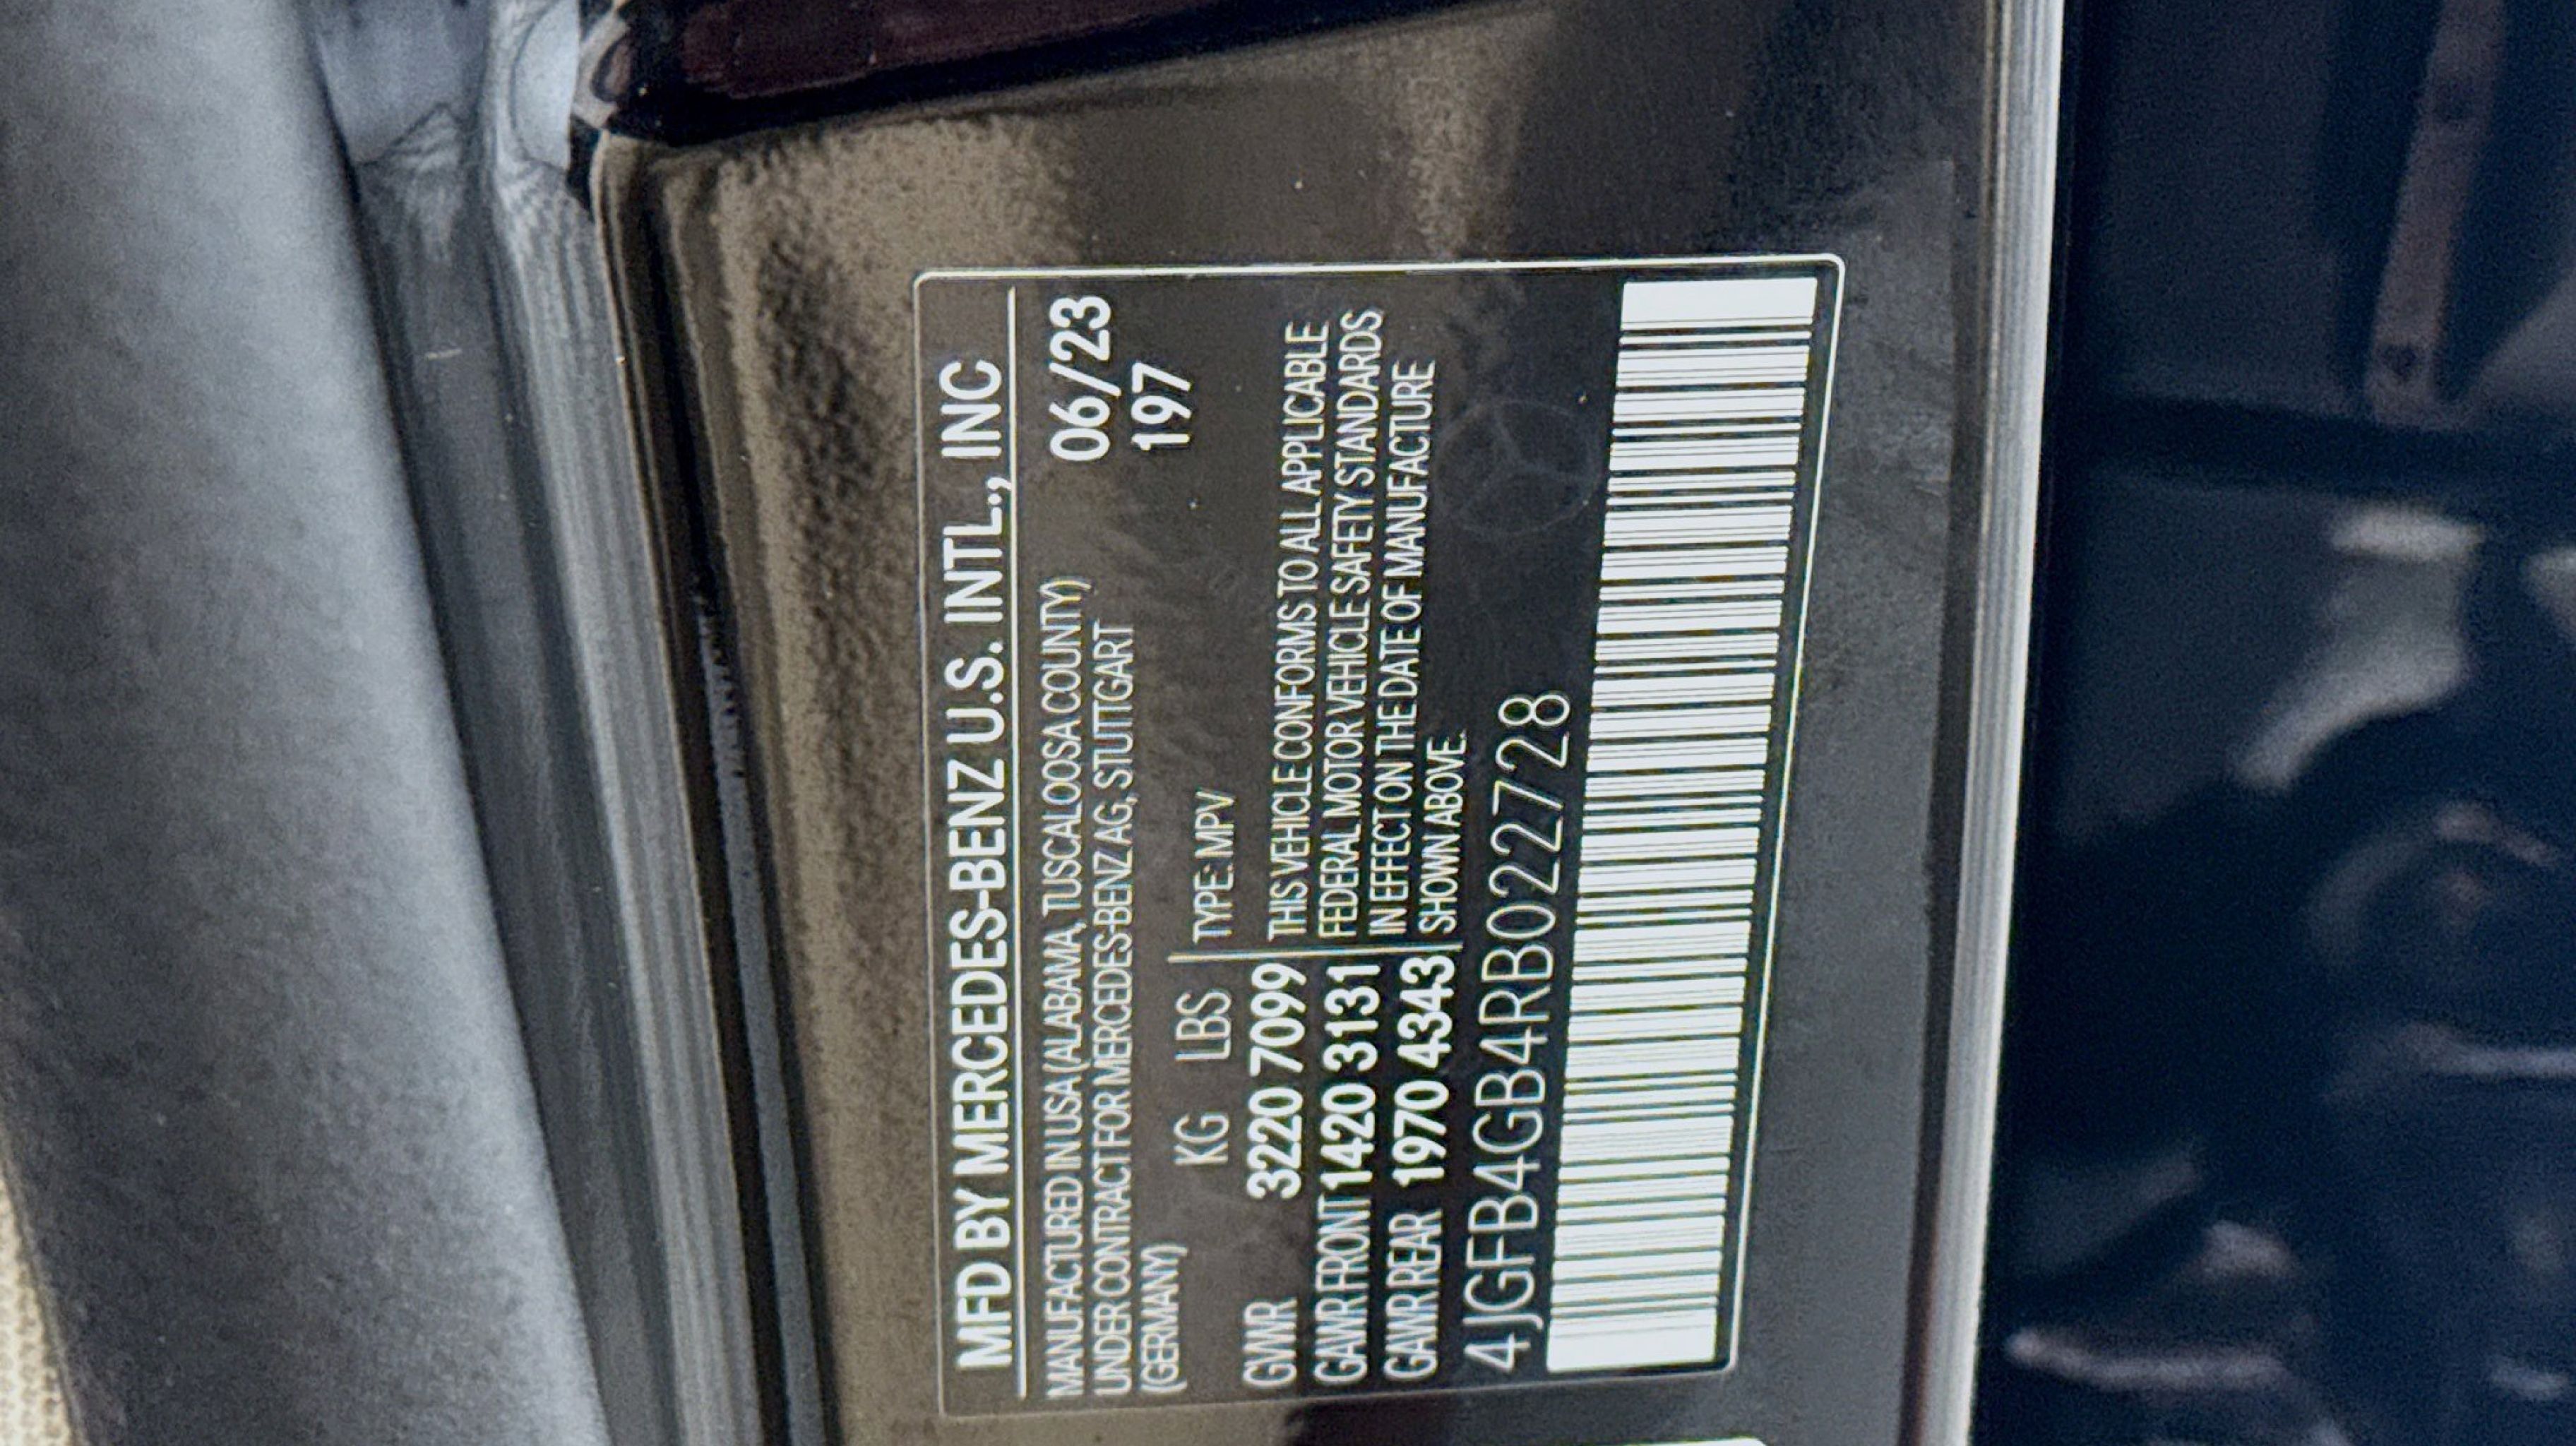 MFD BY MERCEDES-BENZ U.S. INTL., INC
MANUFACTURED IN USA (ALABAMA, TUSCALOOSA COUNTY) 06/23
UNDER CONTRACT FOR MERCEDES-BENZ AG, STUTTGART 197
(GERMANY)
KG LBS TYPE: MPV
GWR 3220 7099 THIS VEHICLE CONFORMS TO ALL APPLICABLE
GAWR FRONT 1420 3131 FEDERAL MOTOR VEHICLE SAFETY STANDARDS
GAWR REAR 1970 4343 IN EFFECT ON THE DATE OF MANUFACTURE
SHOWN ABOVE.
4JGFB4GB4RB022728